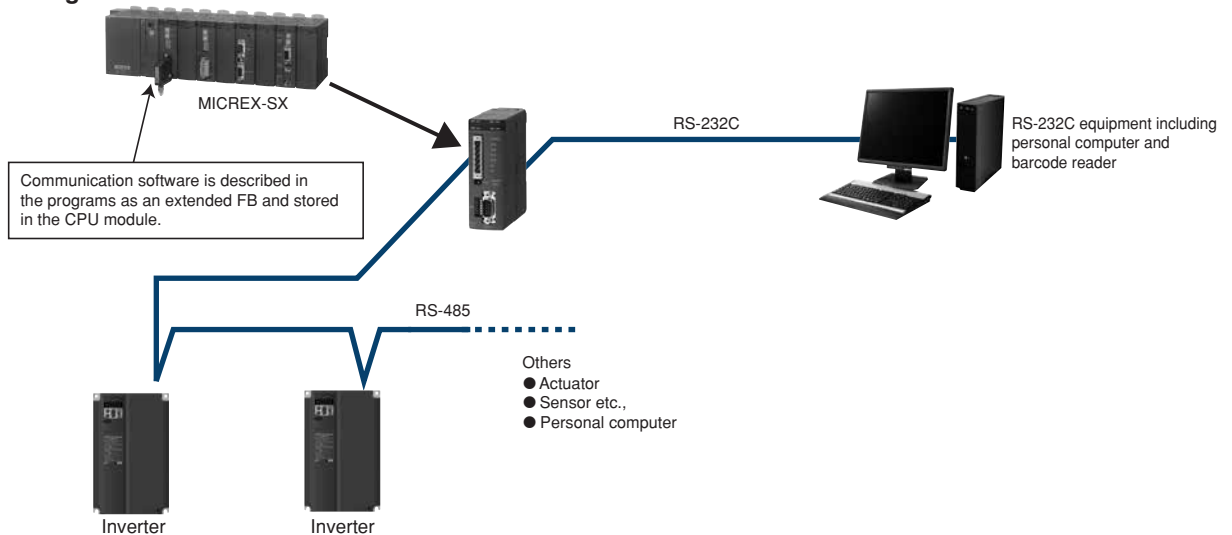 MICREX-SX
RS-232C
RS-232C equipment including
personal computer and
barcode reader
Communication software is described in
the programs as an extended FB and stored
in the CPU module.
RS-485
Others
● Actuator
● Sensor etc.,
● Personal computer
Inverter
Inverter